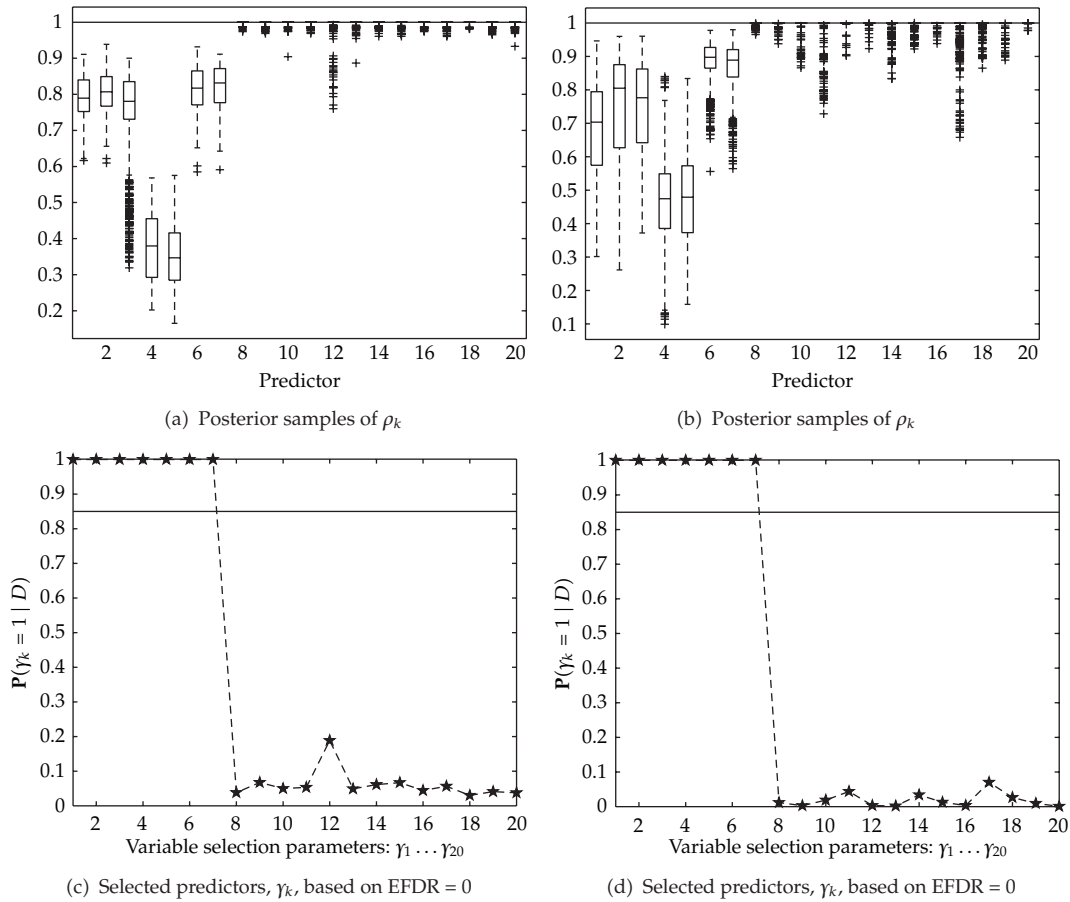 1
0.9
0.8
0.7
0.6
0.5
0.4
0.3
0.2
2 4 6 8 10 12 14 16 18 20
Predictor
(a) Posterior samples of ρₖ
1
0.9
0.8
0.7
0.6
0.5
0.4
0.3
0.2
0.1
2 4 6 8 10 12 14 16 18 20
Predictor
(b) Posterior samples of ρₖ
1
0.9
0.8
0.7
0.6
0.5
0.4
0.3
0.2
0.1
0
P(γₖ = 1 | D)
2 4 6 8 10 12 14 16 18 20
Variable selection parameters: γ₁ … γ₂₀
(c) Selected predictors, γₖ, based on EFDR = 0
1
0.9
0.8
0.7
0.6
0.5
0.4
0.3
0.2
0.1
0
P(γₖ = 1 | D)
2 4 6 8 10 12 14 16 18 20
Variable selection parameters: γ₁ … γ₂₀
(d) Selected predictors, γₖ, based on EFDR = 0